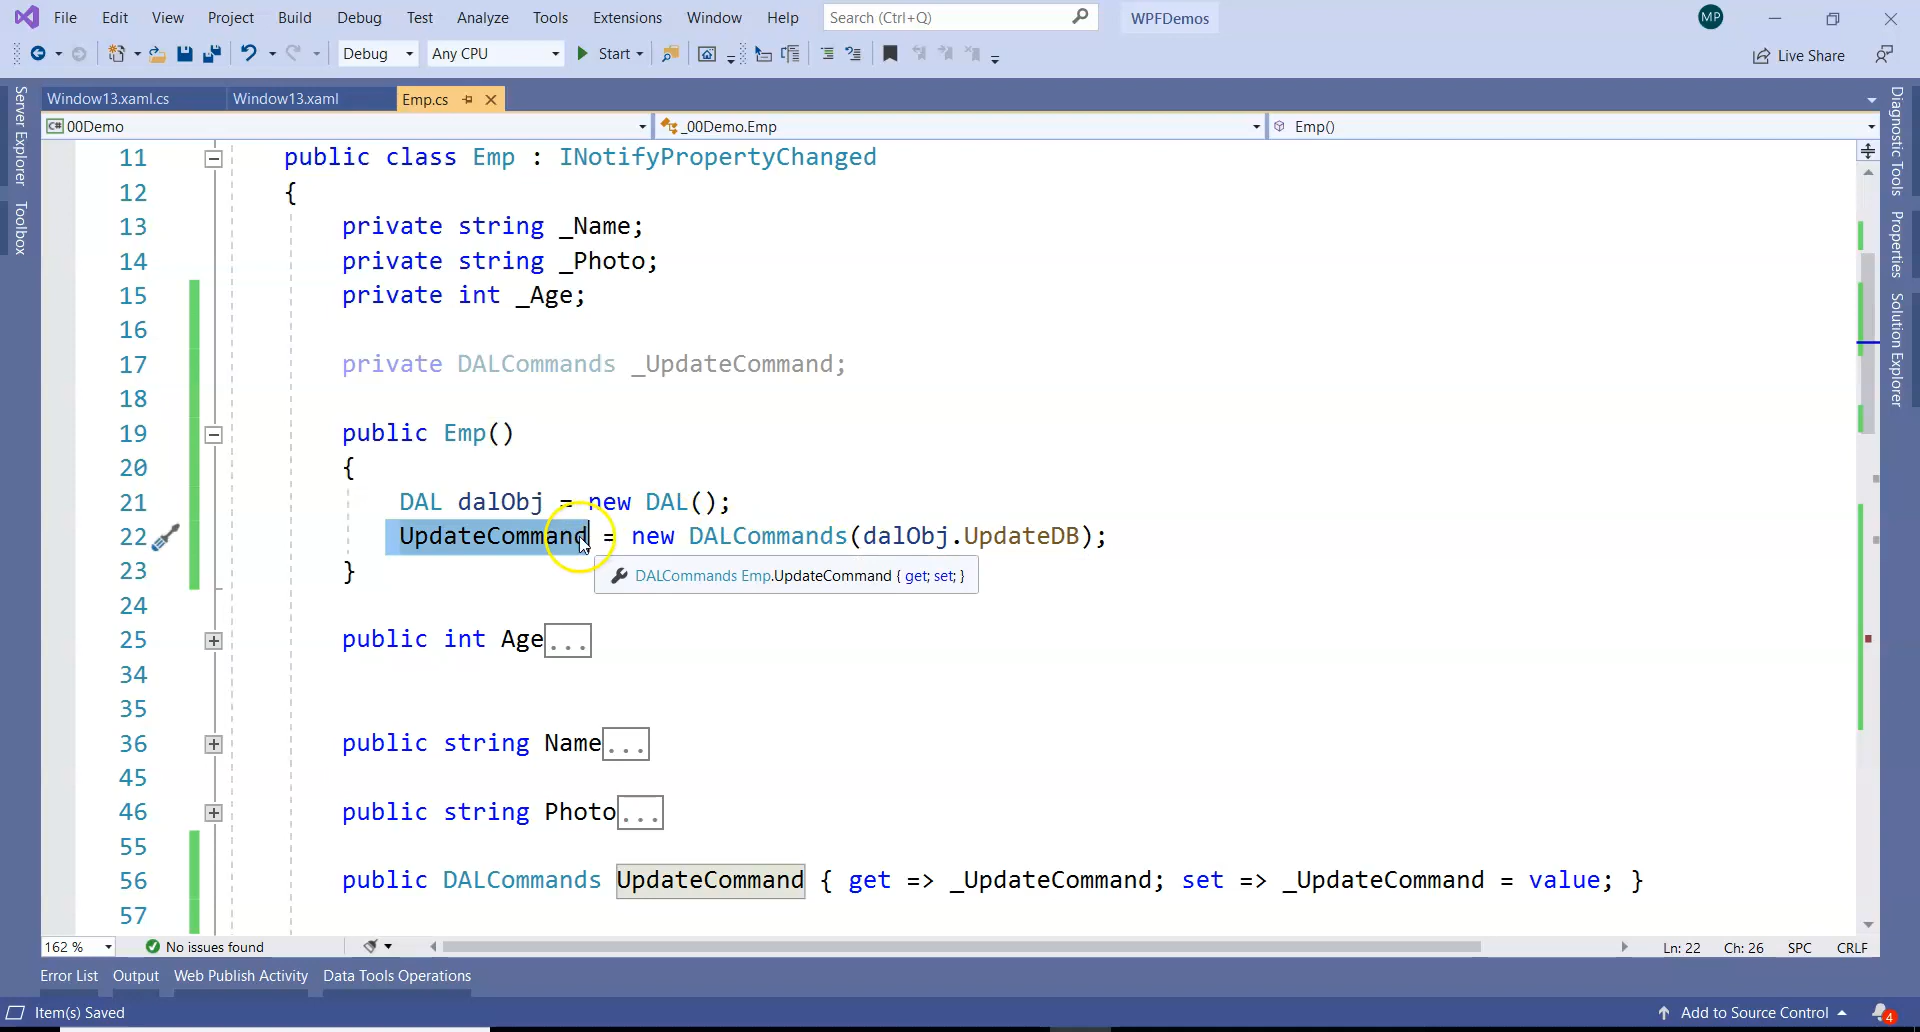 File Edit View Project Build Debug Test Analyze Tools Extensions Window Help Search (Ctrl+Q) WPFDemos MP
Debug Any CPU Start Live Share
Server Explorer
Toolbox
Window13.xaml.cs Window13.xaml Emp.cs
C# 00Demo _00Demo.Emp Emp()
11 public class Emp : INotifyPropertyChanged
12 {
13 private string _Name;
14 private string _Photo;
15 private int _Age;
16
17 private DALCommands _UpdateCommand;
18
19 public Emp()
20 {
21 DAL dalObj = new DAL();
22 UpdateCommand = new DALCommands(dalObj.UpdateDB);
23 }
DALCommands Emp.UpdateCommand { get; set; }
24
25 public int Age...
34
35
36 public string Name...
45
46 public string Photo...
55
56 public DALCommands UpdateCommand { get => _UpdateCommand; set => _UpdateCommand = value; }
57
Diagnostic Tools
Properties
Solution Explorer
162 % No issues found Ln: 22 Ch: 26 SPC CRLF
Error List Output Web Publish Activity Data Tools Operations
Item(s) Saved Add to Source Control 4